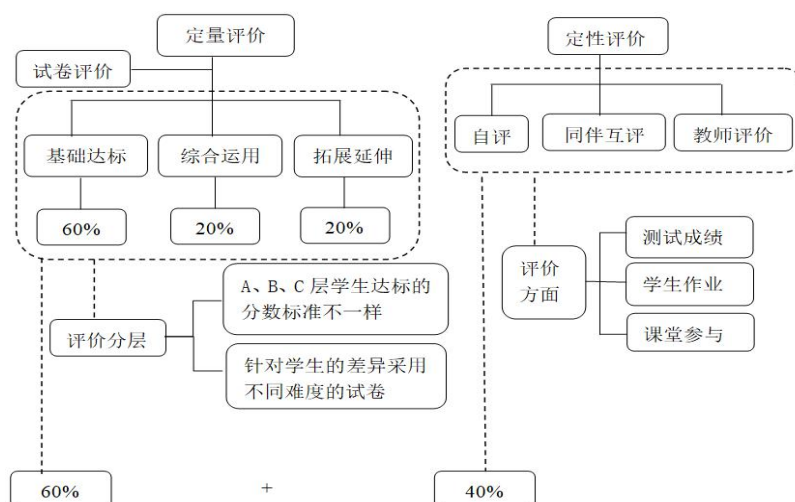 定量评价
定性评价
试卷评价
基础达标
综合运用
拓展延伸
自评
同伴互评
教师评价
60%
20%
20%
评价
方面
测试成绩
学生作业
课堂参与
评价分层
A、B、C 层学生达标的
分数标准不一样
针对学生的差异采用
不同难度的试卷
60%
+
40%